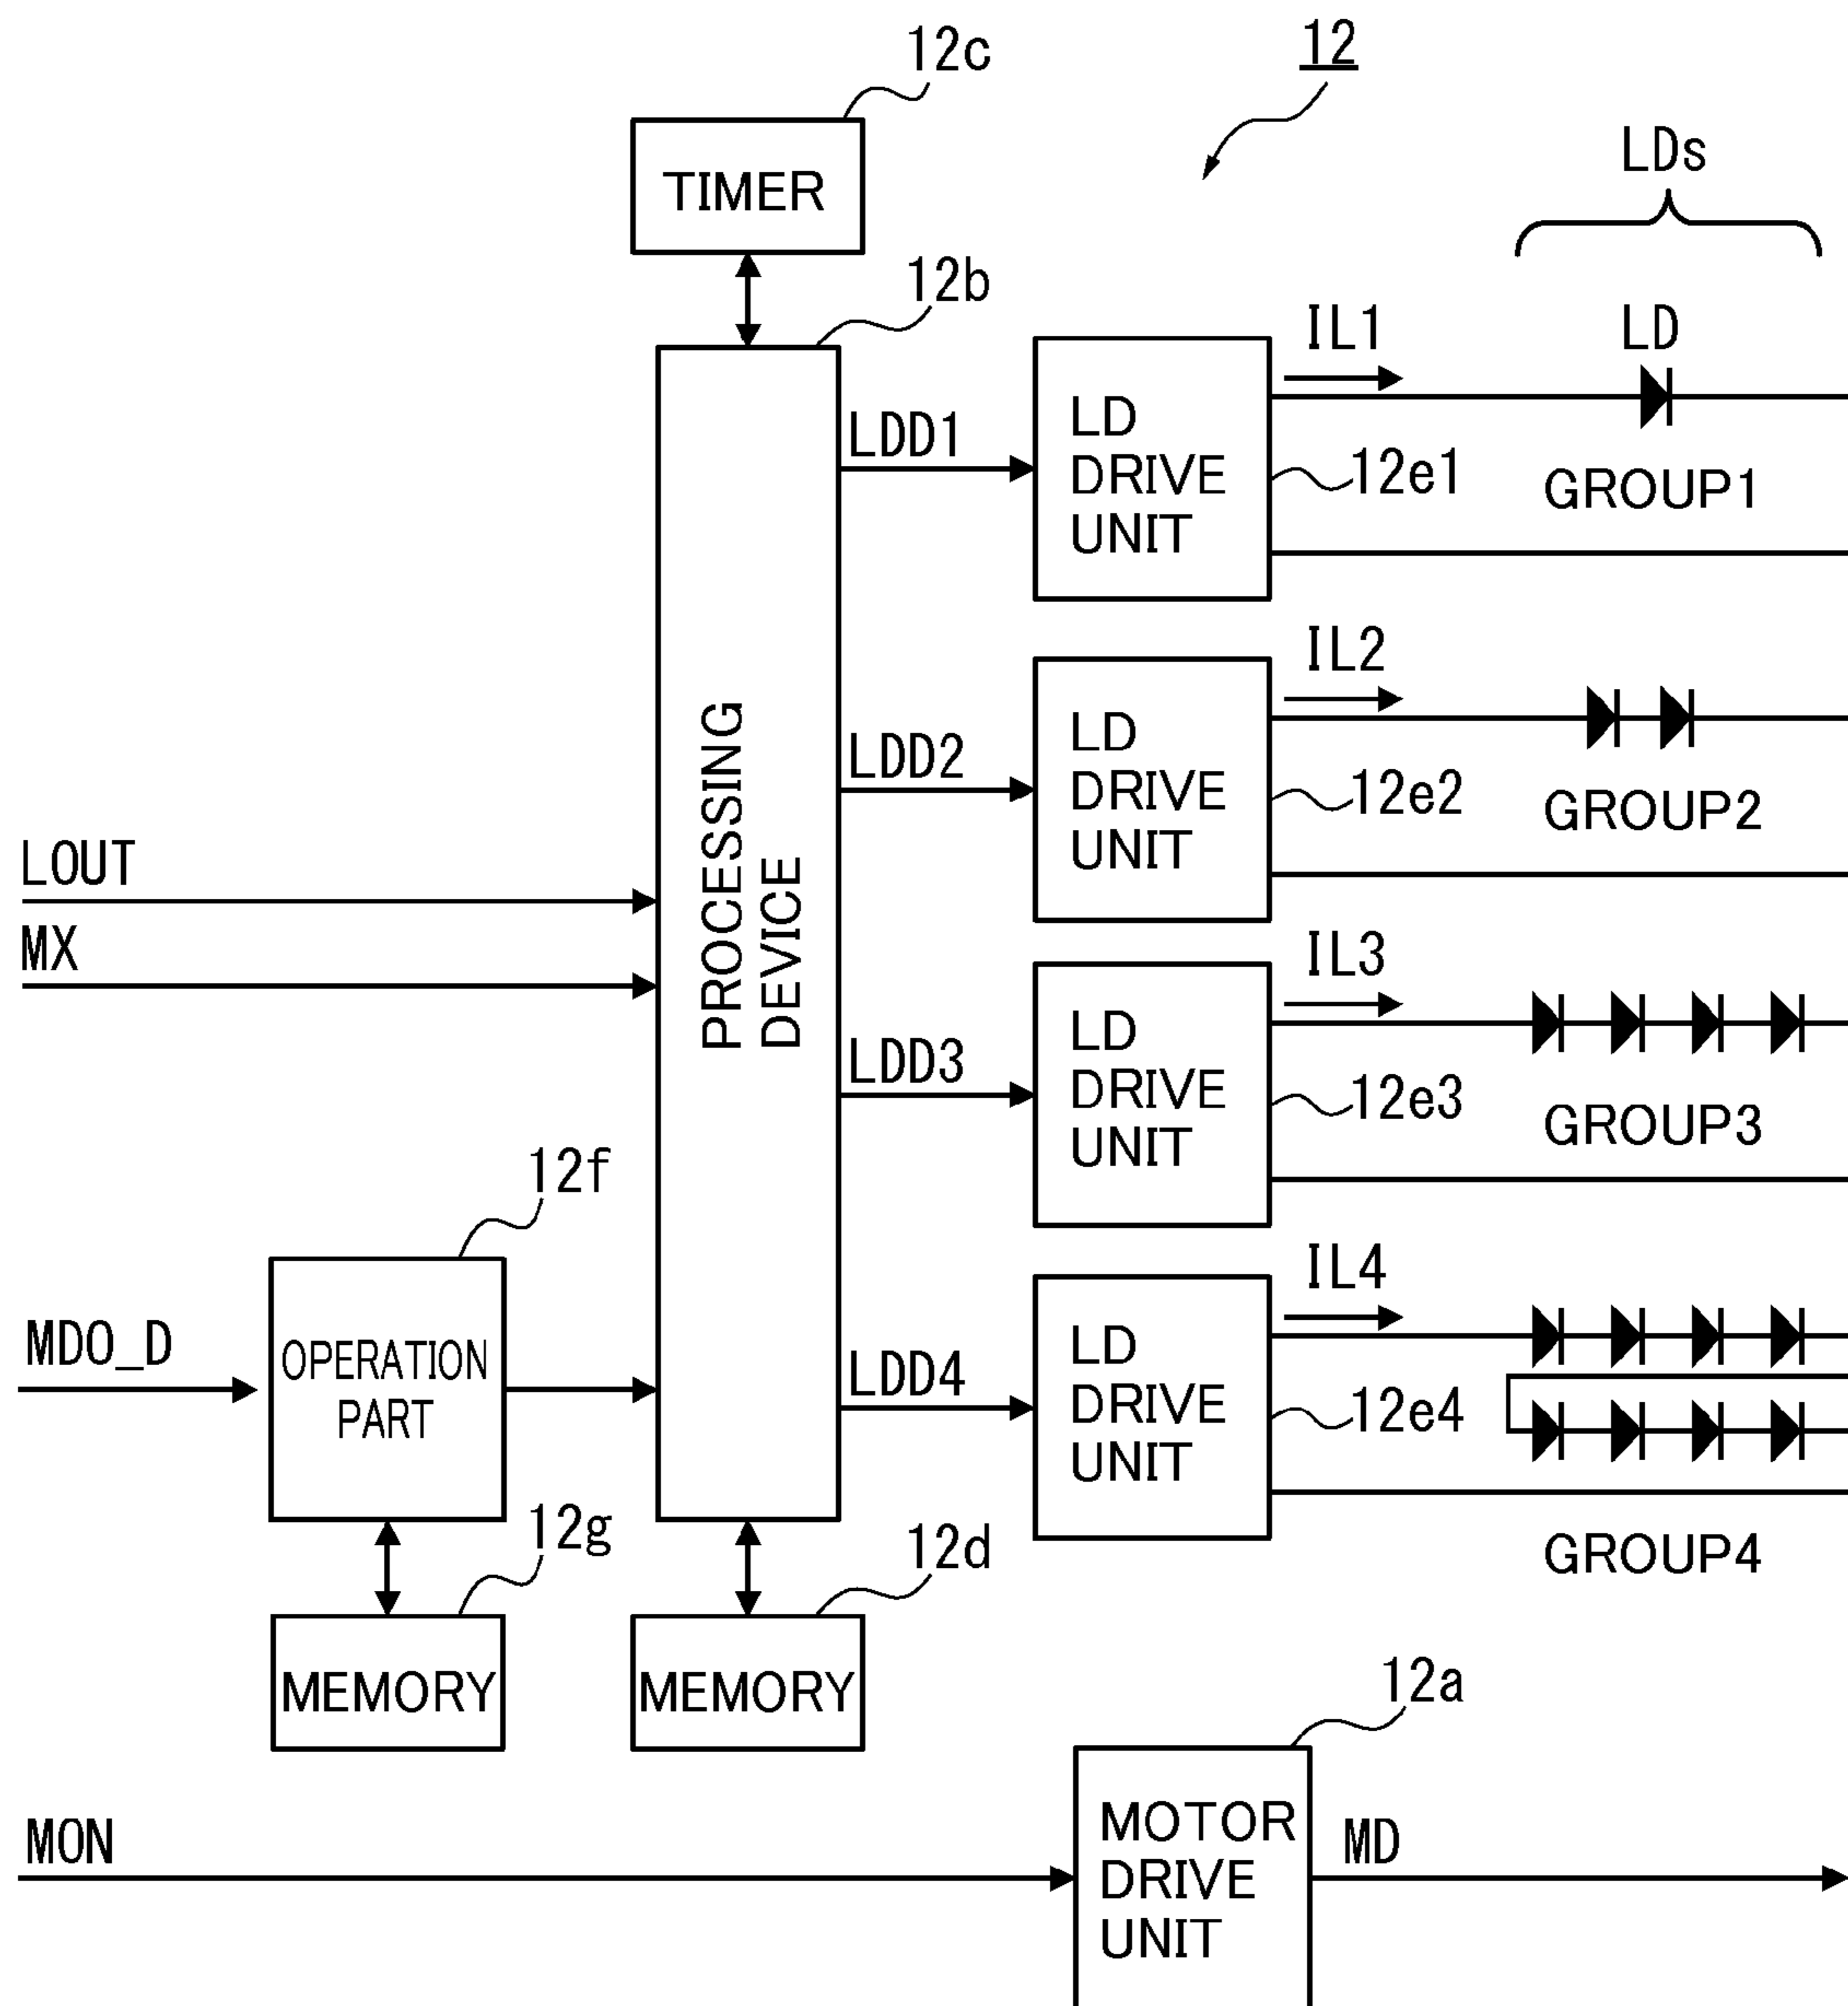 12c
12
LDs
TIMER
12b
IL1
LD
LD
DRIVE
UNIT
LDD1
12e1
GROUP1
IL2
LD
DRIVE
UNIT
LDD2
12e2
GROUP2
PROCESSING
DEVICE
LOUT
MX
IL3
LD
DRIVE
UNIT
LDD3
12e3
GROUP3
12f
IL4
MDO_D
OPERATION
PART
LDD4
LD
DRIVE
UNIT
12e4
12g
12d
GROUP4
MEMORY
MEMORY
12a
MON
MOTOR
DRIVE
UNIT
MD